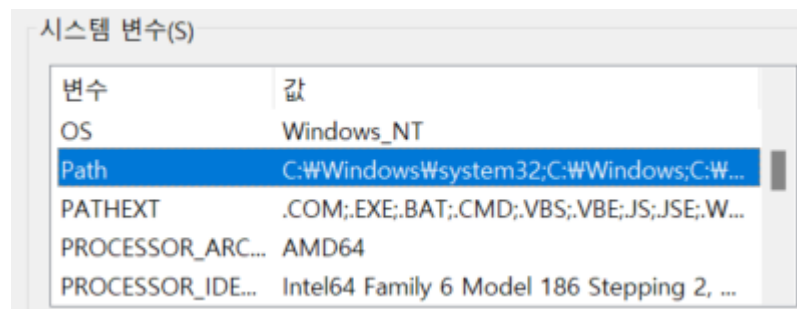 시스템 변수(S)
변수 값
OS Windows_NT
Path C:₩Windows₩system32;C:₩Windows;C:₩...
PATHEXT .COM;.EXE;.BAT;.CMD;.VBS;.VBE;.JS;.JSE;.W...
PROCESSOR_ARC... AMD64
PROCESSOR_IDE... Intel64 Family 6 Model 186 Stepping 2, ...